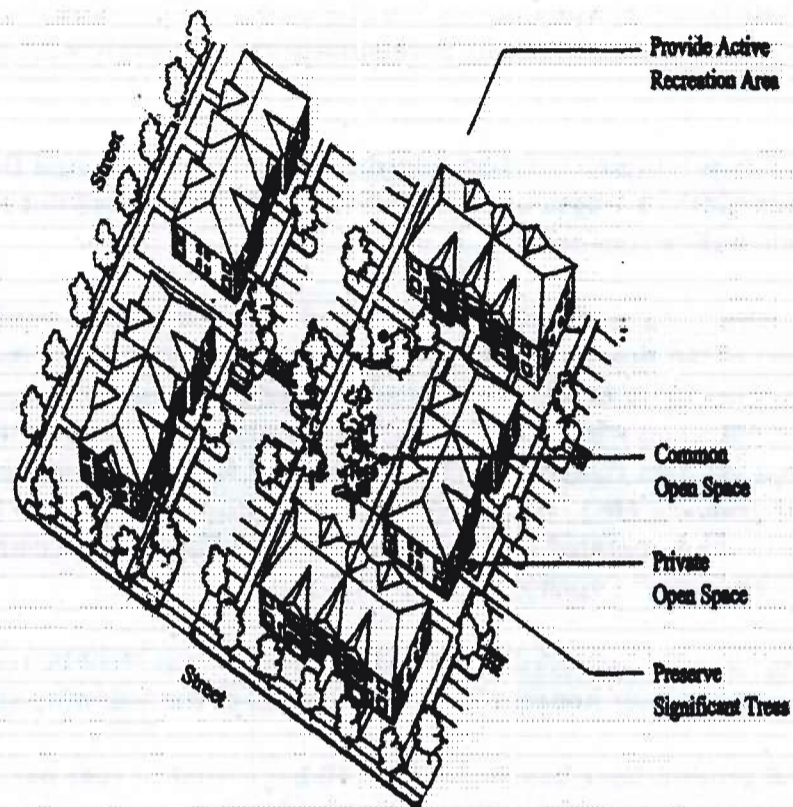 Provide Active
Recreation Area
Street
Common
Open Space
Private
Open Space
Preserve
Significant Trees
Street